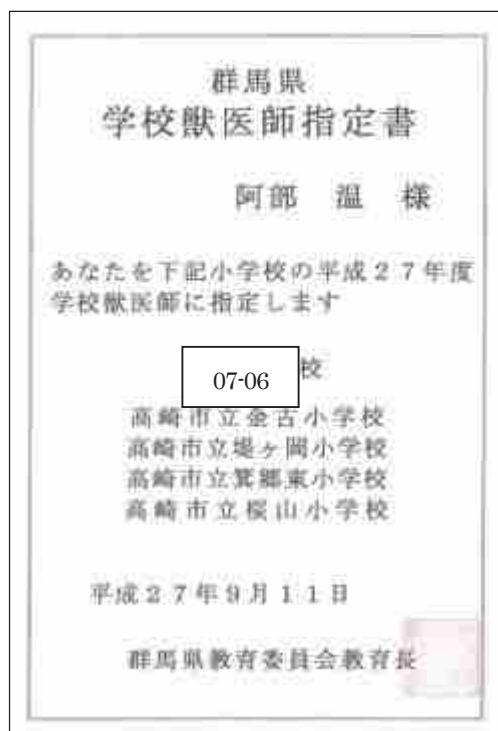 群馬県
学校獣医師指定書
阿部 温 様
あなたを下記小学校の平成27年度
学校獣医師に指定します
07-06
校
高崎市立金古小学校
高崎市立堤ヶ岡小学校
高崎市立箕郷東小学校
高崎市立桜山小学校
平成27年9月11日
群馬県教育委員会教育長